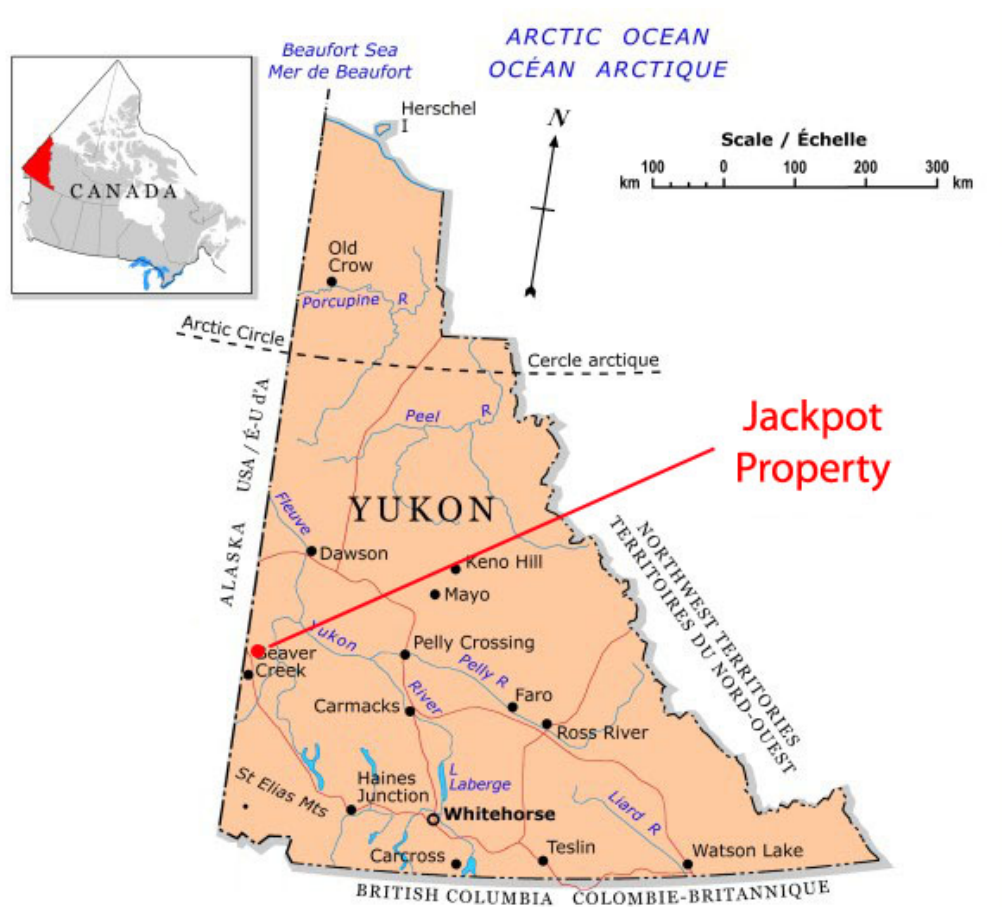 ARCTIC OCEAN
OCÉAN ARCTIQUE
Beaufort Sea
Mer de Beaufort
Herschel
I
N
Scale / Échelle
100 0 100 200 300
km km
CANADA
Old
Crow
Porcupine R
Arctic Circle
Cercle arctique
Peel R
Jackpot
Property
ALASKA USA / É-U d'A
Fleuve
YUKON
Dawson
Keno Hill
Mayo
NORTHWEST TERRITORIES
TERRITOIRES DU NORD-OUEST
Yukon
River
Pelly Crossing
Pelly R
Beaver
Creek
Faro
Carmacks
Ross River
L
Laberge
Haines
Junction
St Elias Mts
Whitehorse
Liard R
Carcross
Teslin
Watson Lake
BRITISH COLUMBIA COLOMBIE-BRITANNIQUE